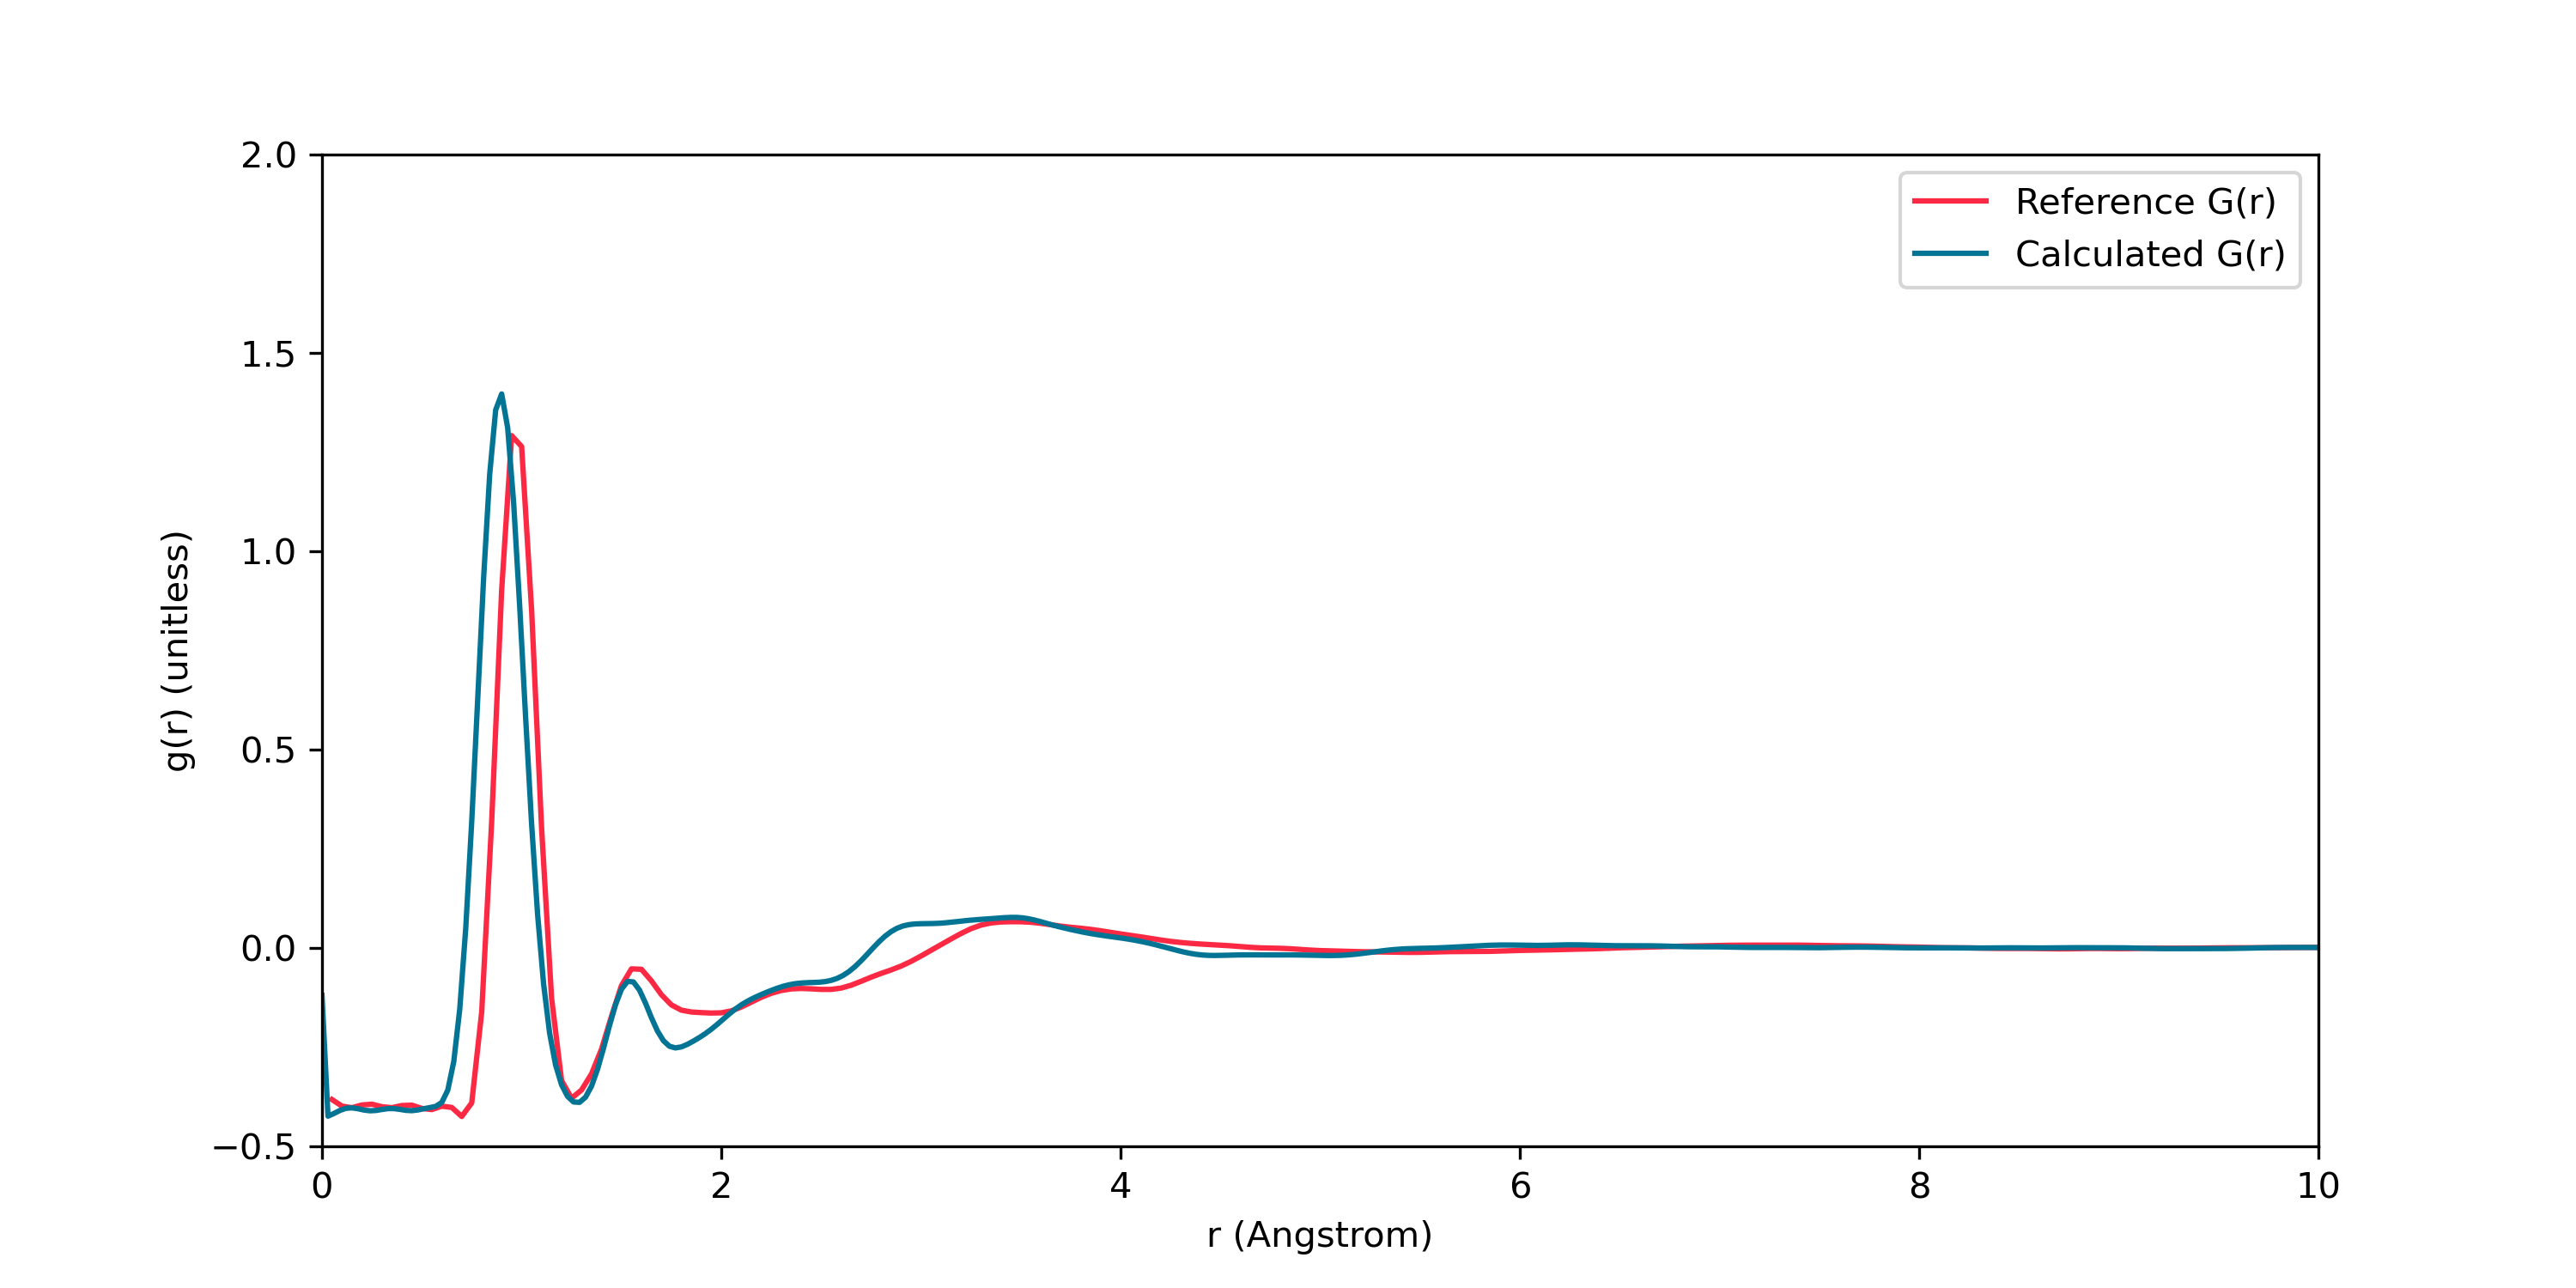 2.0
1.5
1.0
0.5
0.0
−0.5
g(r) (unitless)
0 2 4 6 8 10
r (Angstrom)
Reference G(r)
Calculated G(r)